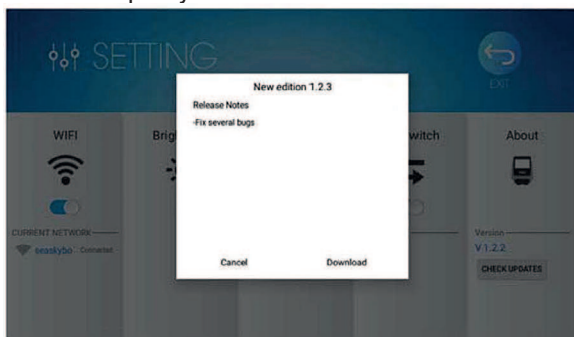 SETTING
EXIT
New edition 1.2.3
Release Notes
-Fix several bugs
WIFI
Brig
witch
About
CURRENT NETWORK
seaskybo Connected
Version
V 1.2.2
CHECK UPDATES
Cancel
Download